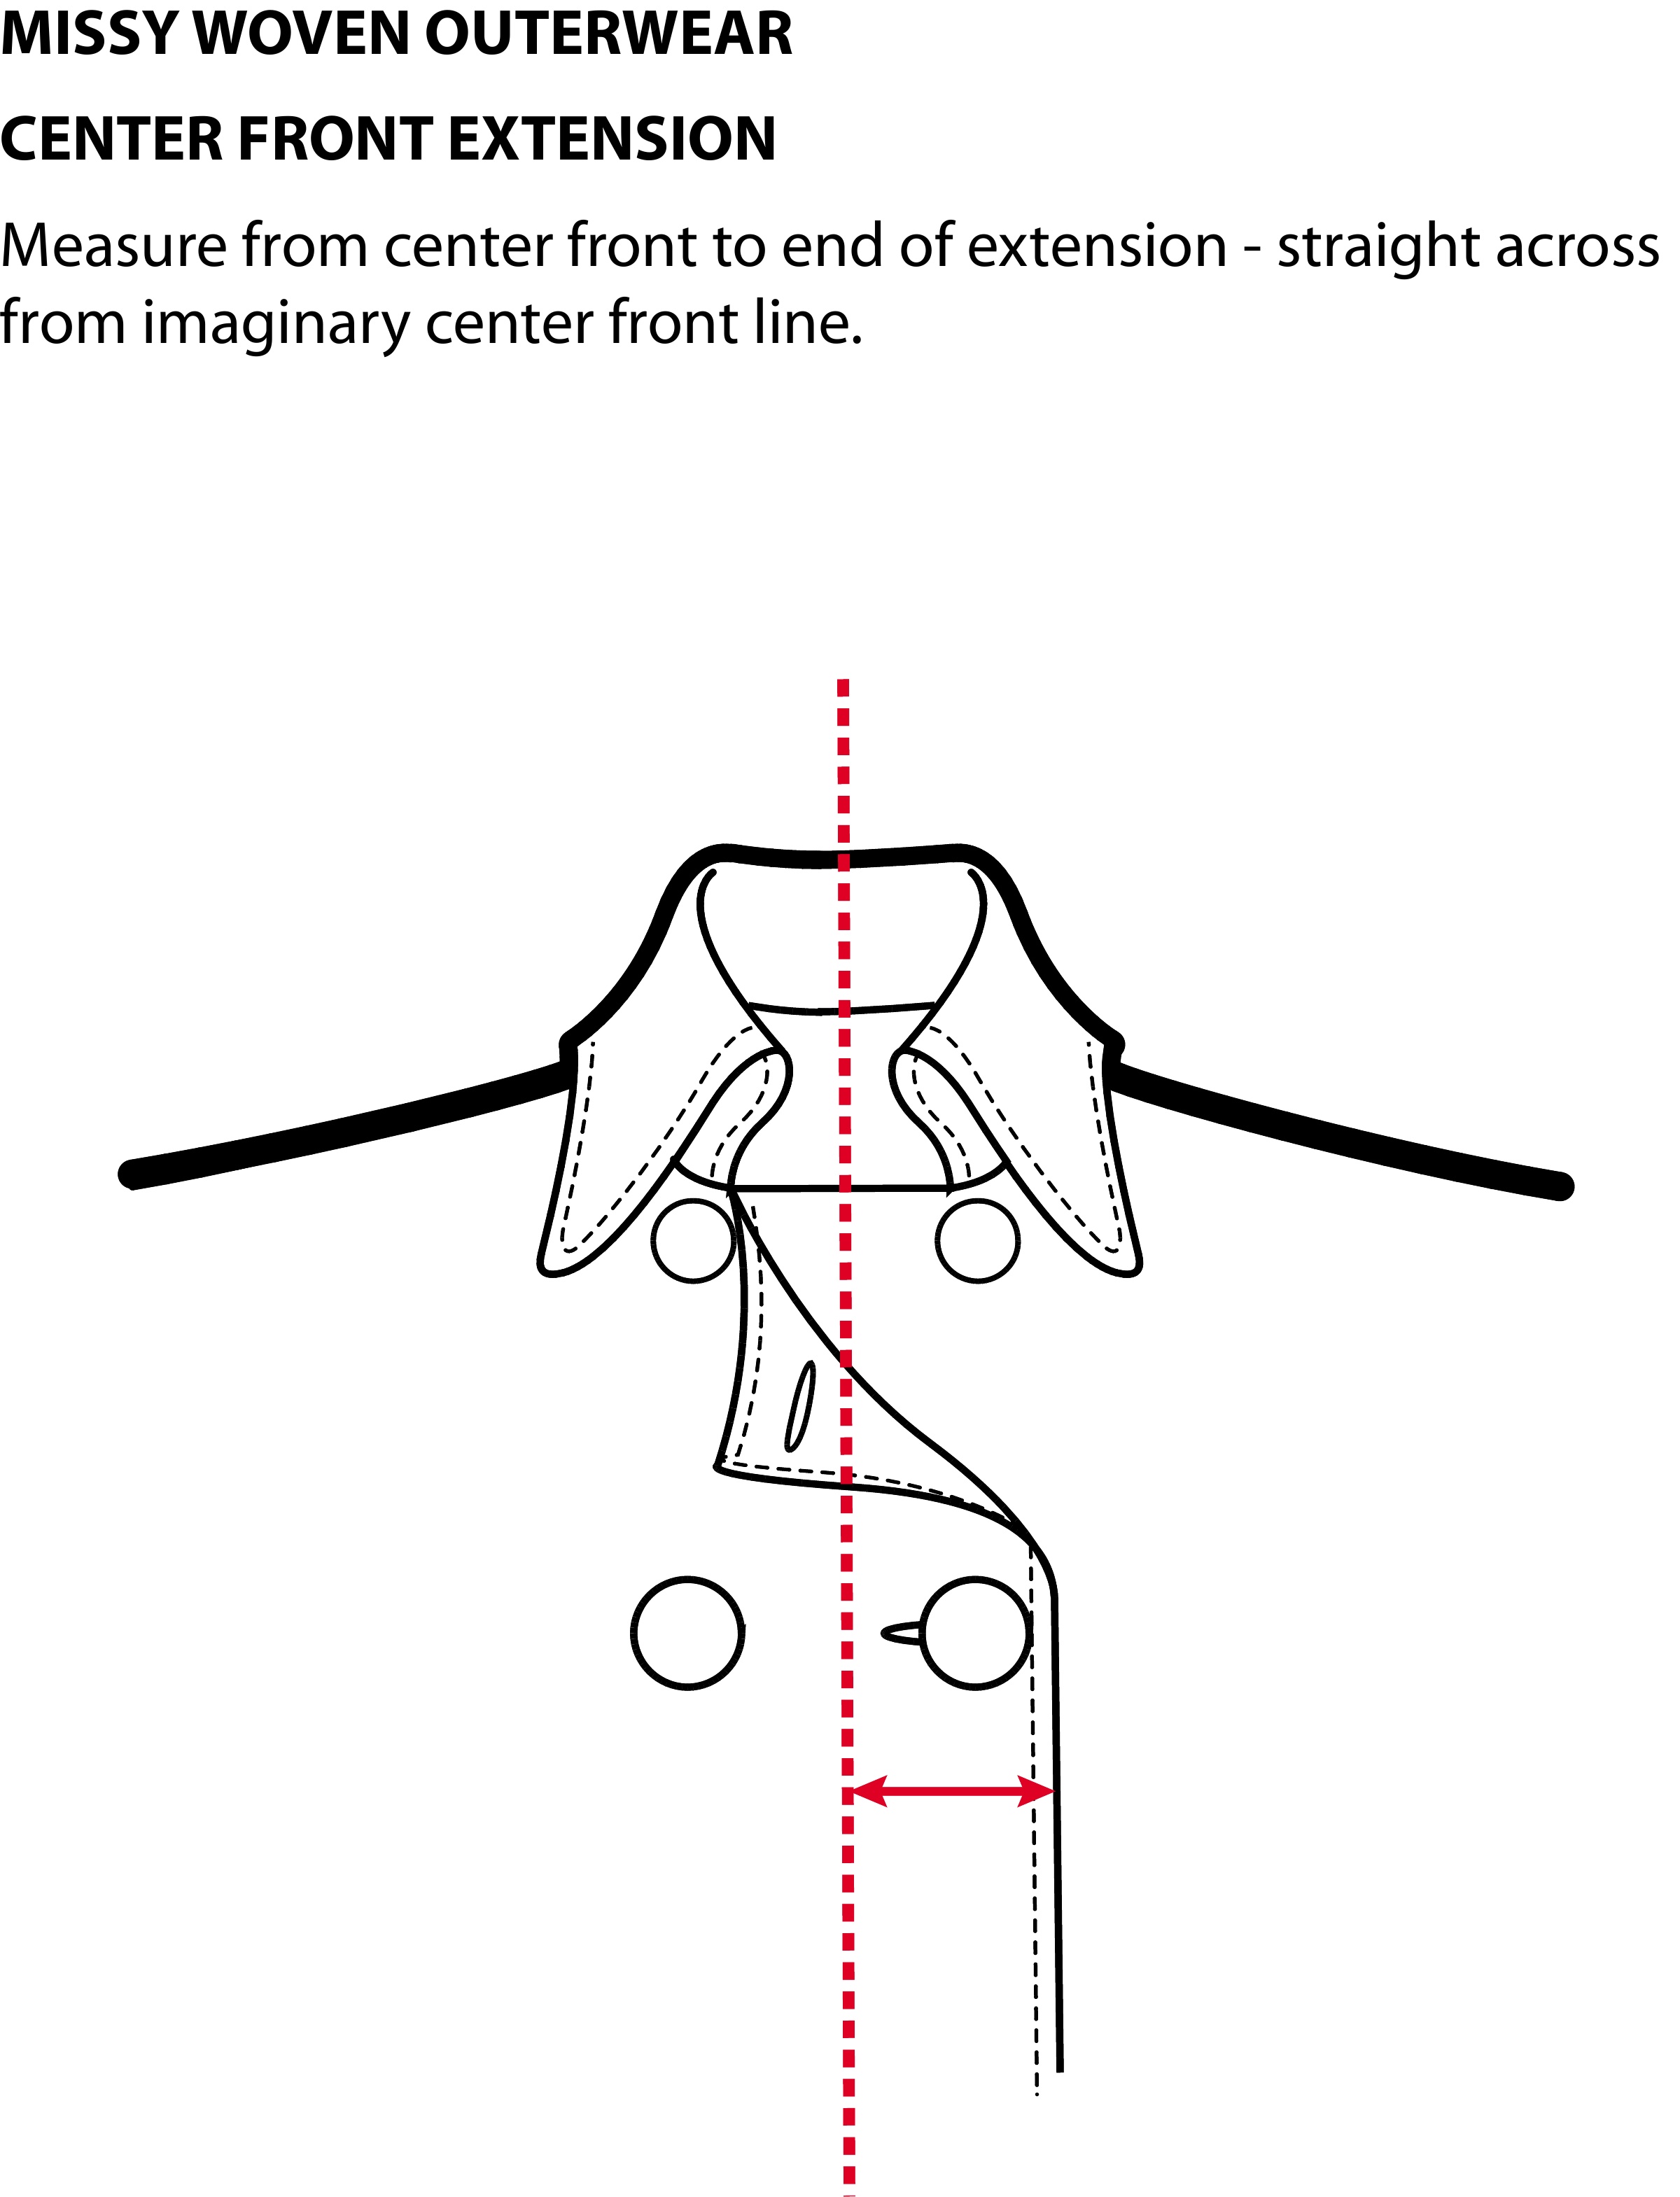 MISSY WOVEN OUTERWEAR
CENTER FRONT EXTENSION
Measure from center front to end of extension - straight across
from imaginary center front line.